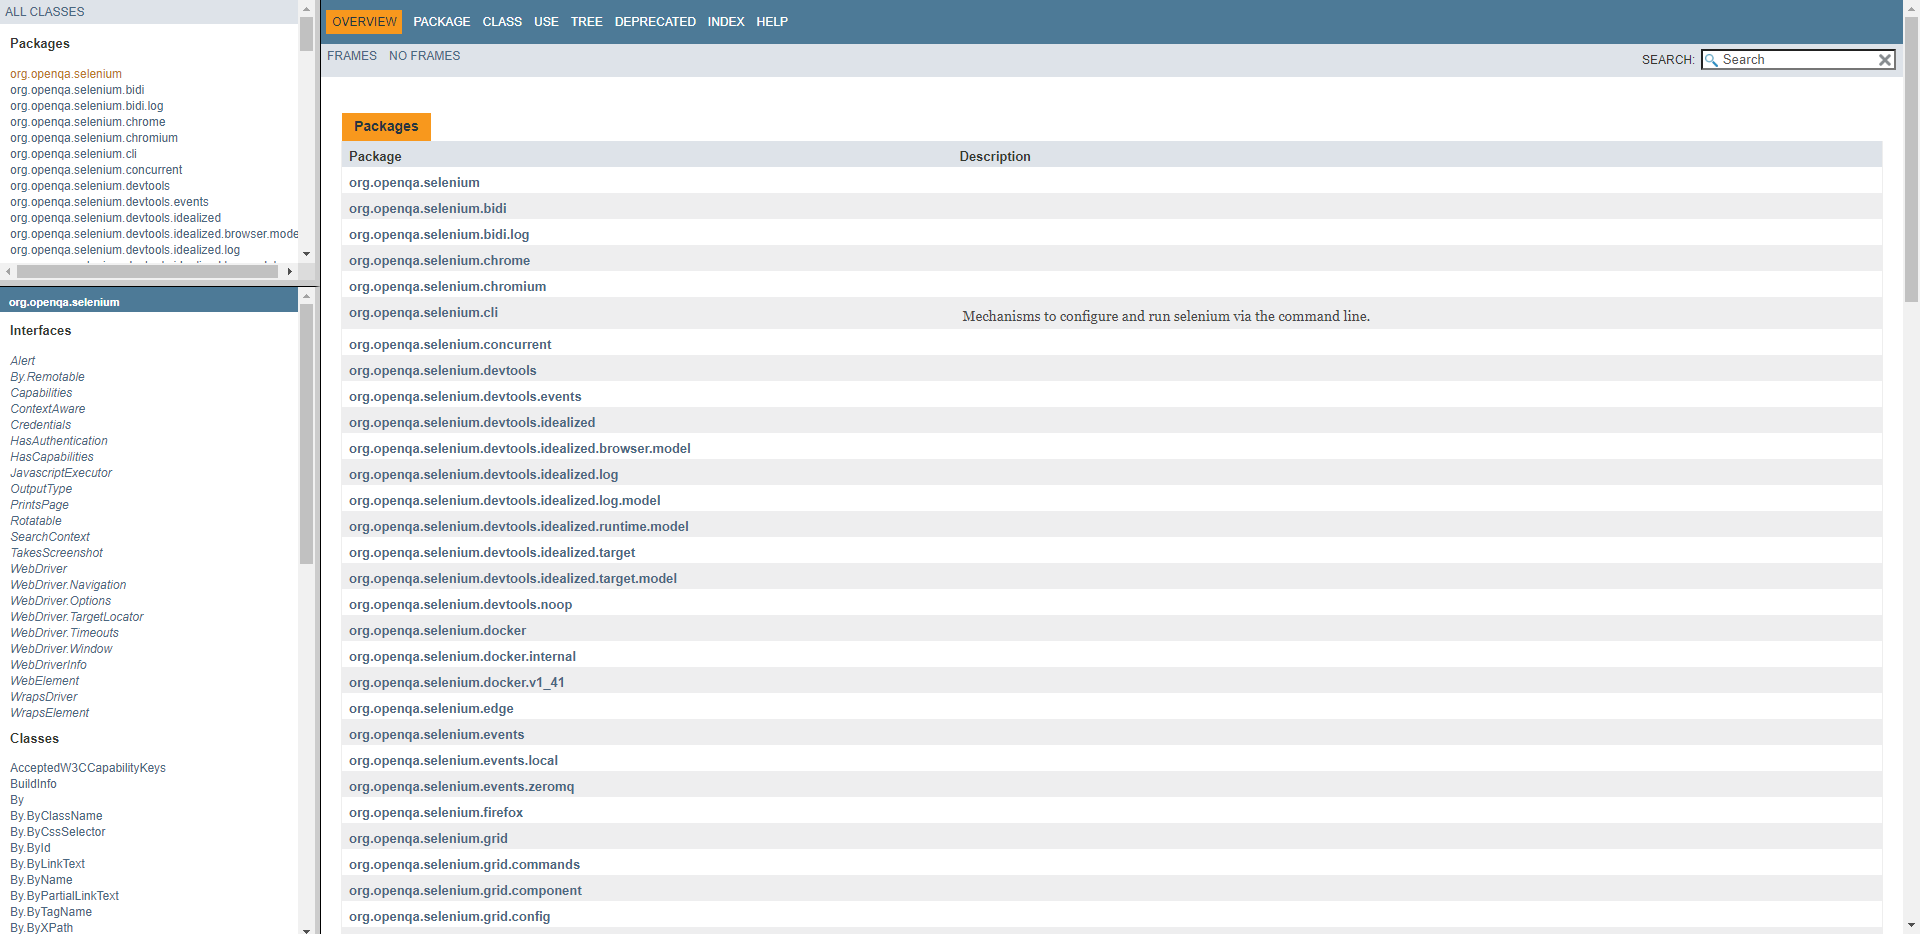 ALL CLASSES
Packages
org.openqa.selenium
org.openqa.selenium.bidi
org.openqa.selenium.bidi.log
org.openqa.selenium.chrome
org.openqa.selenium.chromium
org.openqa.selenium.cli
org.openqa.selenium.concurrent
org.openqa.selenium.devtools
org.openqa.selenium.devtools.events
org.openqa.selenium.devtools.idealized
org.openqa.selenium.devtools.idealized.browser.mode
org.openqa.selenium.devtools.idealized.log
org.openqa.selenium
Interfaces
Alert
By.Remotable
Capabilities
ContextAware
Credentials
HasAuthentication
HasCapabilities
JavascriptExecutor
OutputType
PrintsPage
Rotatable
SearchContext
TakesScreenshot
WebDriver
WebDriver.Navigation
WebDriver.Options
WebDriver.TargetLocator
WebDriver.Timeouts
WebDriver.Window
WebDriverInfo
WebElement
WrapsDriver
WrapsElement
Classes
AcceptedW3CCapabilityKeys
BuildInfo
By
By.ByClassName
By.ByCssSelector
By.ById
By.ByLinkText
By.ByName
By.ByPartialLinkText
By.ByTagName
By.ByXPath
OVERVIEW PACKAGE CLASS USE TREE DEPRECATED INDEX HELP
FRAMES NO FRAMES SEARCH: Search
Packages
Package Description
org.openqa.selenium
org.openqa.selenium.bidi
org.openqa.selenium.bidi.log
org.openqa.selenium.chrome
org.openqa.selenium.chromium
org.openqa.selenium.cli Mechanisms to configure and run selenium via the command line.
org.openqa.selenium.concurrent
org.openqa.selenium.devtools
org.openqa.selenium.devtools.events
org.openqa.selenium.devtools.idealized
org.openqa.selenium.devtools.idealized.browser.model
org.openqa.selenium.devtools.idealized.log
org.openqa.selenium.devtools.idealized.log.model
org.openqa.selenium.devtools.idealized.runtime.model
org.openqa.selenium.devtools.idealized.target
org.openqa.selenium.devtools.idealized.target.model
org.openqa.selenium.devtools.noop
org.openqa.selenium.docker
org.openqa.selenium.docker.internal
org.openqa.selenium.docker.v1_41
org.openqa.selenium.edge
org.openqa.selenium.events
org.openqa.selenium.events.local
org.openqa.selenium.events.zeromq
org.openqa.selenium.firefox
org.openqa.selenium.grid
org.openqa.selenium.grid.commands
org.openqa.selenium.grid.component
org.openqa.selenium.grid.config